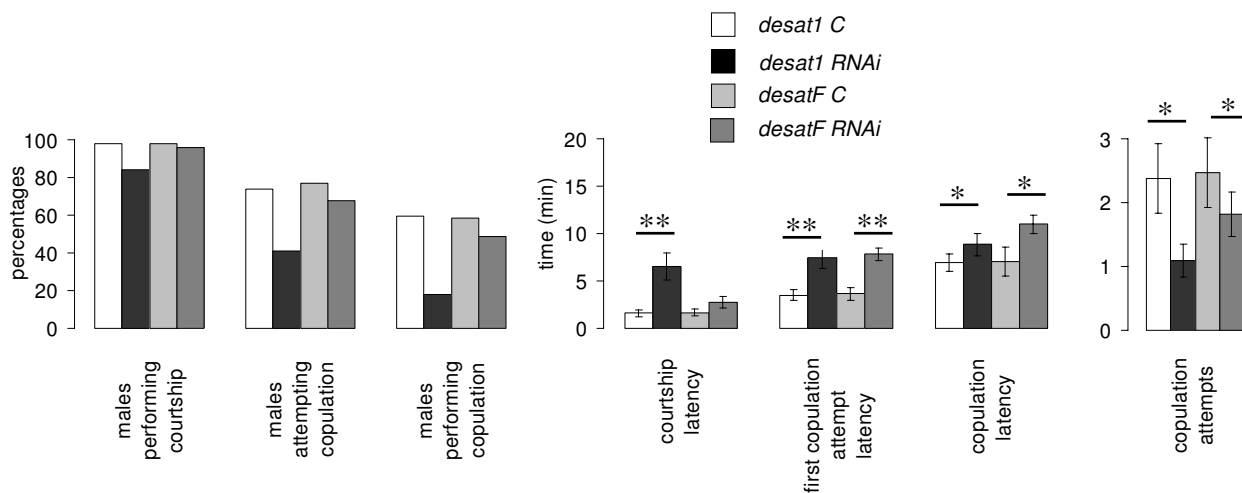 desat1 C
desat1 RNAi
desatF C
desatF RNAi
percentages
100
80
60
40
20
0
males
performing
courtship
males
attempting
copulation
males
performing
copulation
time (min)
20
15
10
5
0
**
** **
* *
courtship
latency
first copulation
attempt
latency
copulation
latency
3
2
1
0
* *
copulation
attempts